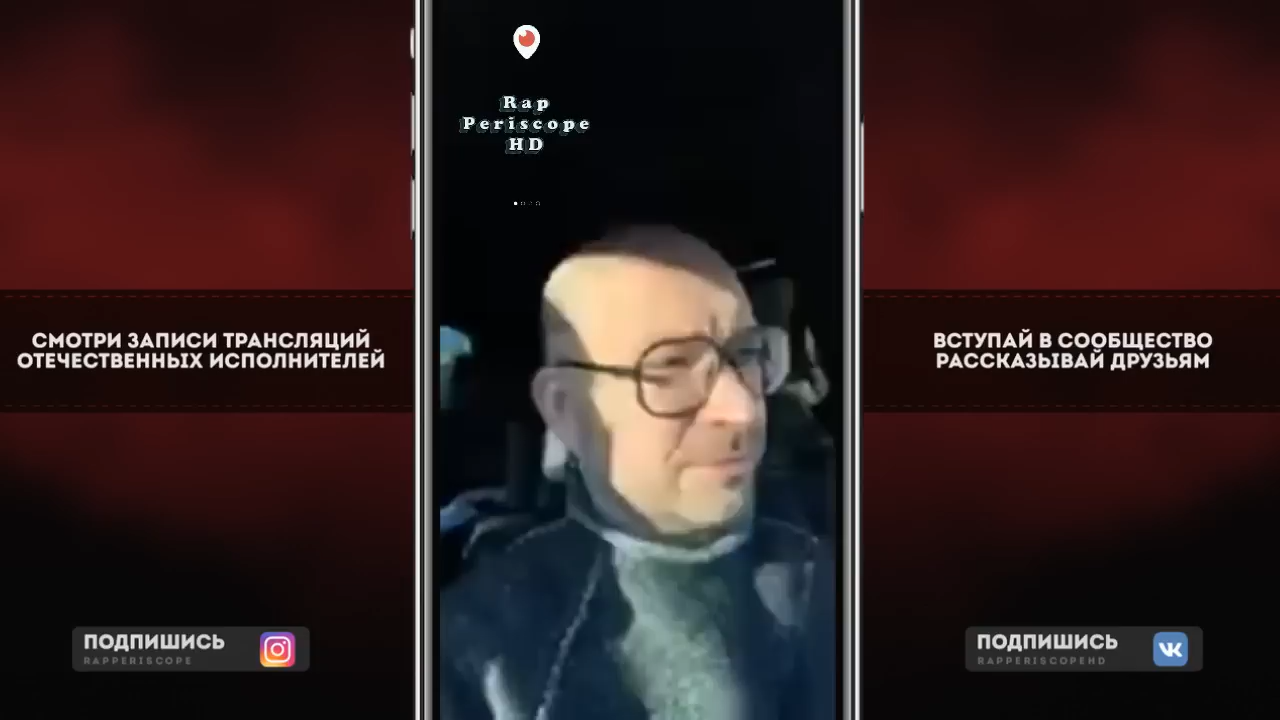 Rap
Periscope
HD
СМОТРИ ЗАПИСИ ТРАНСЛЯЦИЙ
ОТЕЧЕСТВЕННЫХ ИСПОЛНИТЕЛЕЙ
ВСТУПАЙ В СООБЩЕСТВО
РАССКАЗЫВАЙ ДРУЗЬЯМ
ПОДПИШИСЬ
RAPPERISCOPE
ПОДПИШИСЬ
RAPPERISCOPEHD